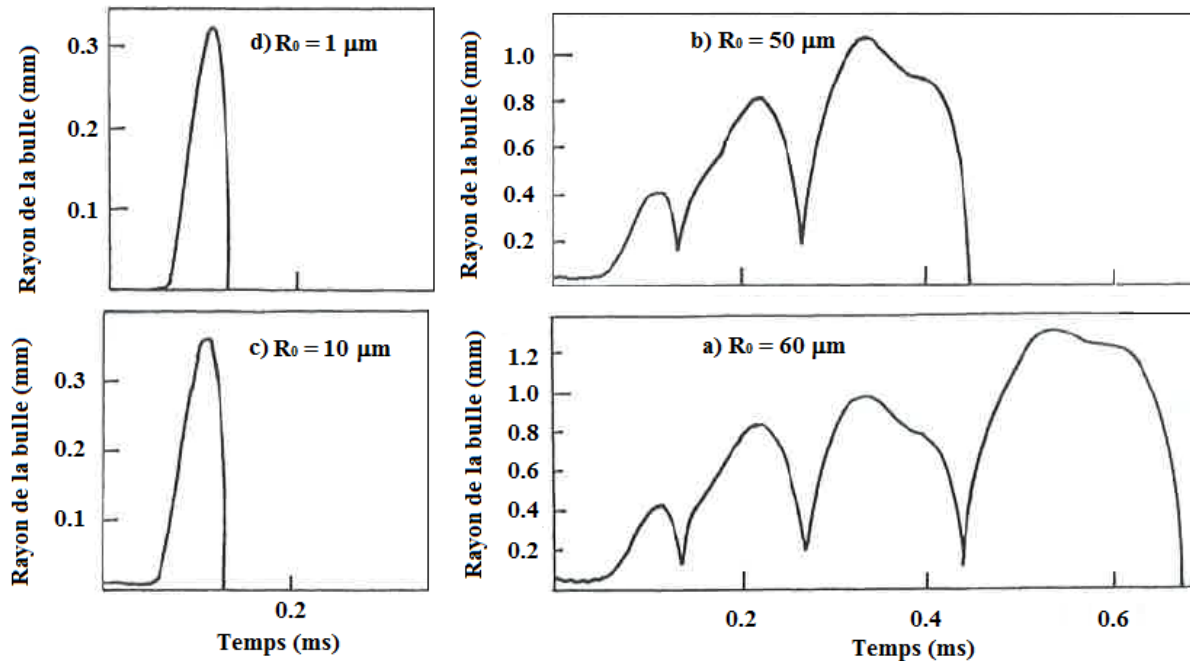 Rayon de la bulle (mm)
0.3
0.2
0.1
d) R₀ = 1 µm
Rayon de la bulle (mm)
1.0
0.8
0.6
0.4
0.2
b) R₀ = 50 µm
Rayon de la bulle (mm)
0.3
0.2
0.1
c) R₀ = 10 µm
0.2
Temps (ms)
Rayon de la bulle (mm)
1.2
1.0
0.8
0.6
0.4
0.2
a) R₀ = 60 µm
0.2 0.4 0.6
Temps (ms)